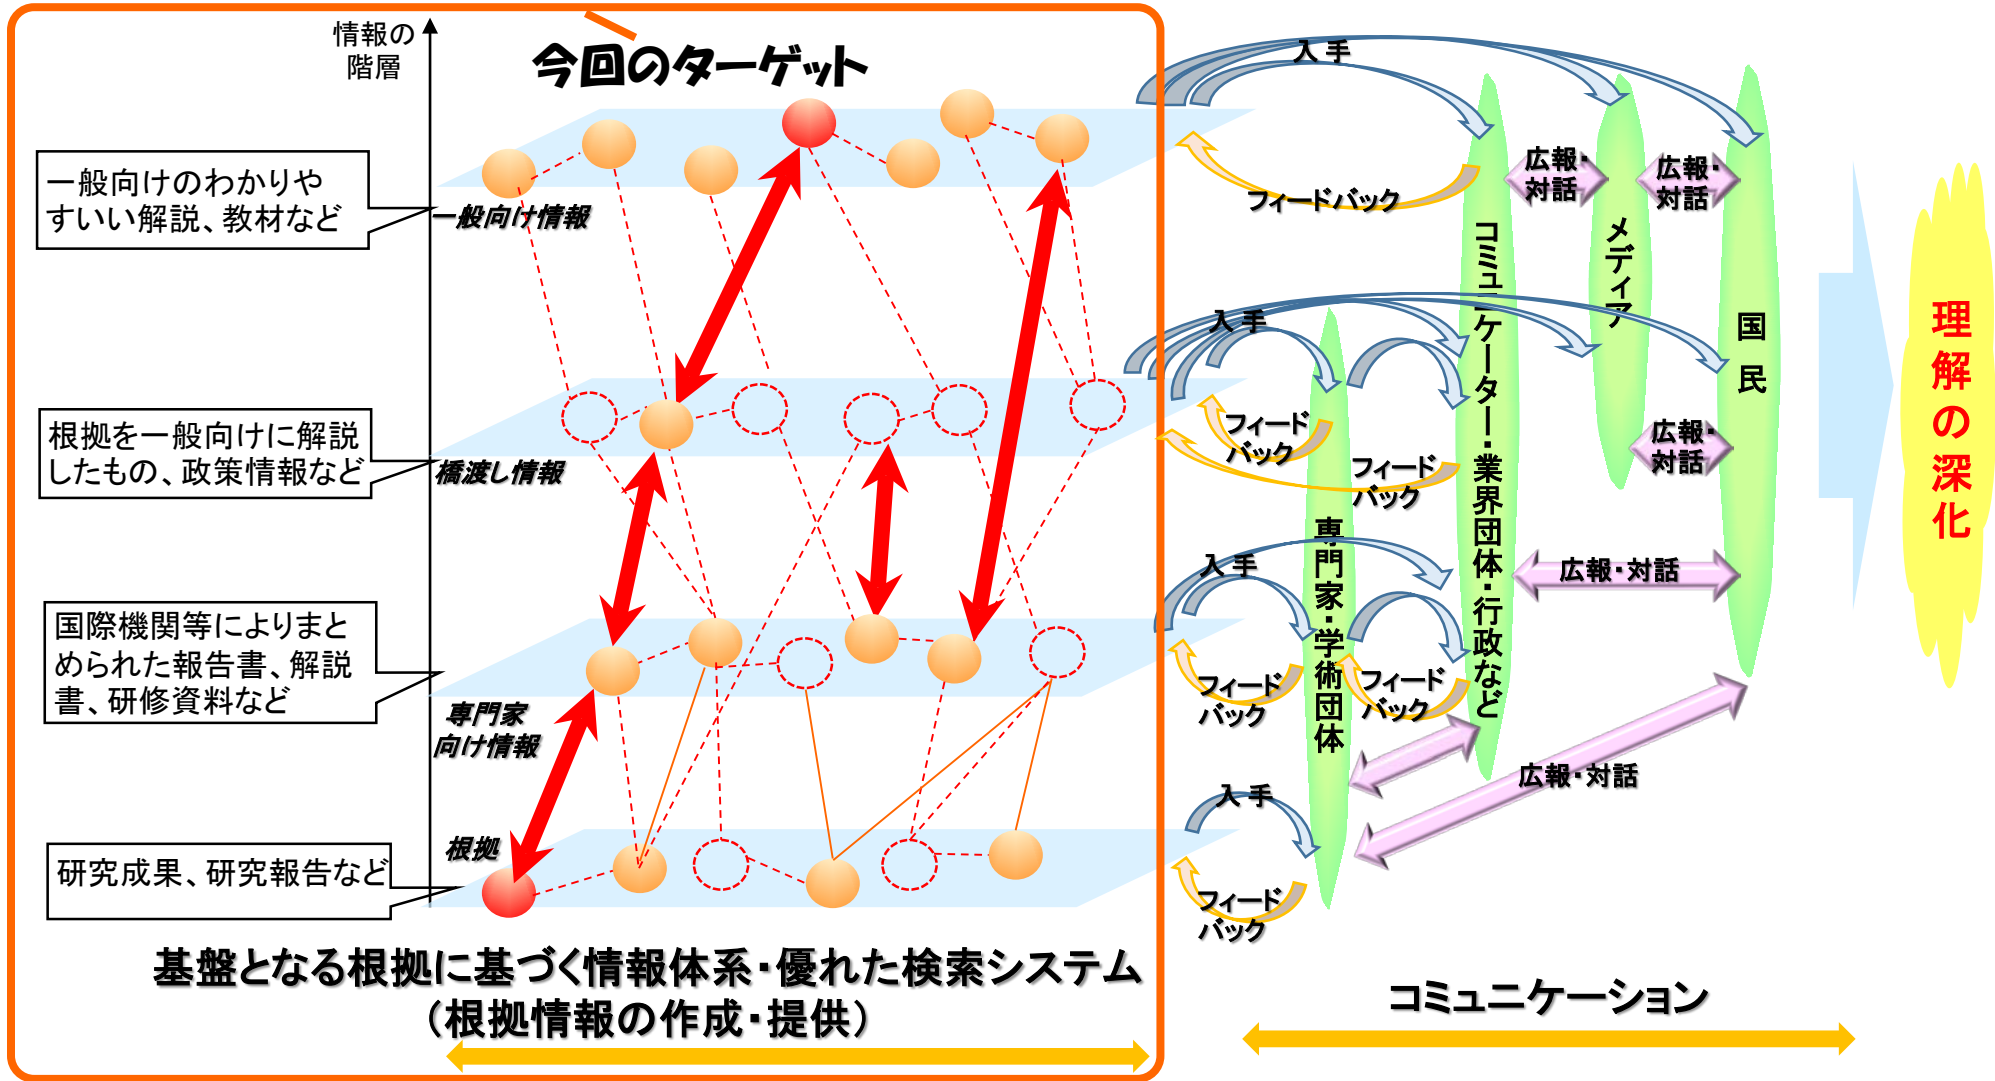 情報の
階層
今回のターゲット
一般向けのわかりや
すいい解説、教材など
一般向け情報
根拠を一般向けに解説
したもの、政策情報など
橋渡し情報
国際機関等によりまと
められた報告書、解説
書、研修資料など
専門家
向け情報
研究成果、研究報告など
根拠
基盤となる根拠に基づく情報体系・優れた検索システム
（根拠情報の作成・提供）
入 手
フィードバック
広報・
対話
広報・
対話
入 手
フィード
バック
フィード
バック
広報・
対話
入 手
フィード
バック
フィード
バック
広報・対話
入 手
フィード
バック
広報・対話
専門家・学術団体
コミュニケーター・業界団体・行政など
メディア
国 民
理解の深化
コミュニケーション